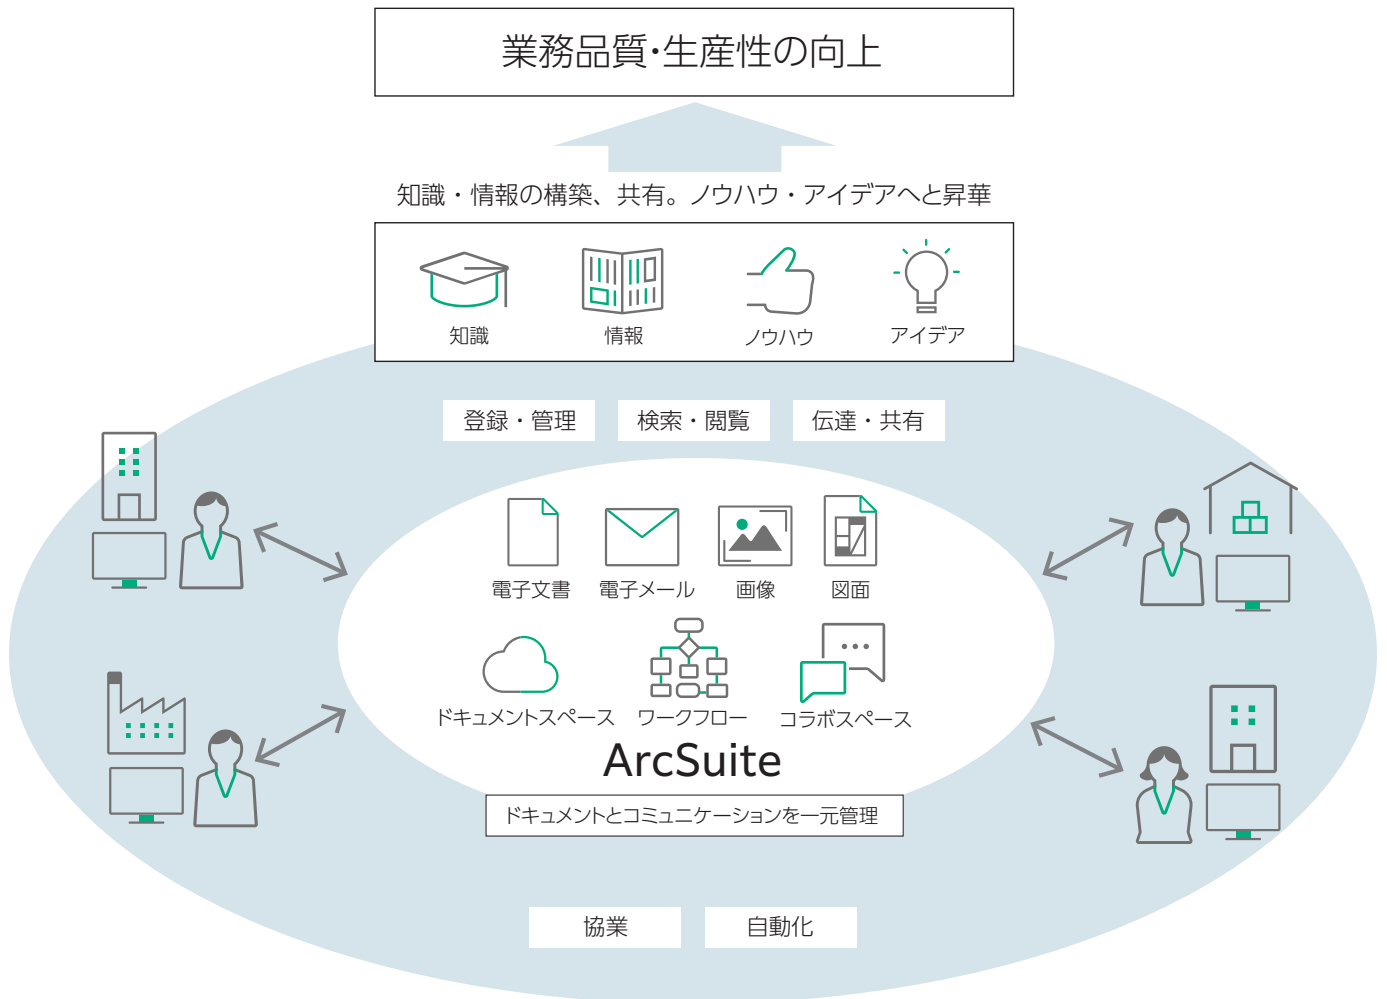 業務品質・生産性の向上
知識・情報の構築、共有。ノウハウ・アイデアへと昇華
知識 情報 ノウハウ アイデア
登録・管理 検索・閲覧 伝達・共有
電子文書 電子メール 画像 図面
ドキュメントスペース ワークフロー コラボスペース
ArcSuite
ドキュメントとコミュニケーションを一元管理
協業 自動化